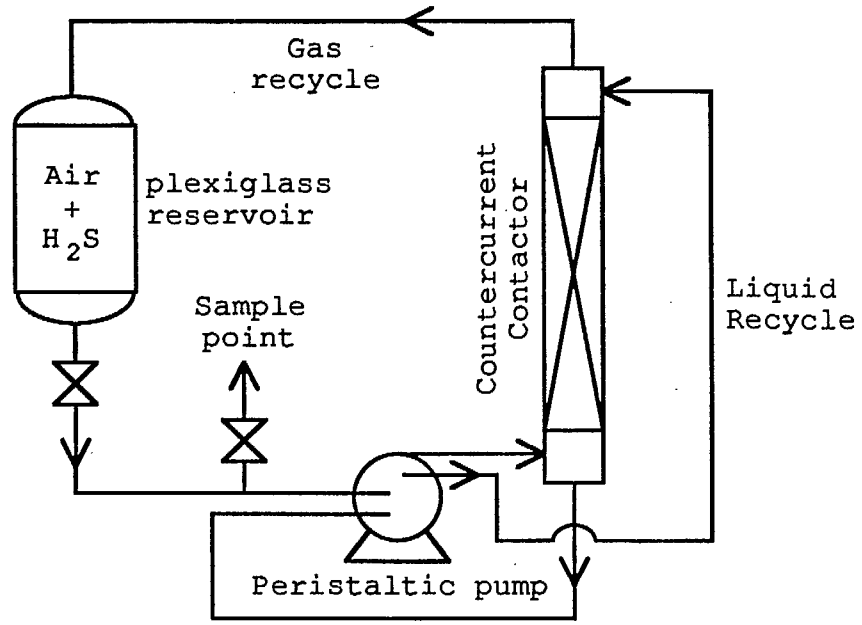 Gas
recycle
Air
+
H₂S
plexiglass
reservoir
Sample
point
Countercurrent
Contactor
Liquid
Recycle
Peristaltic pump